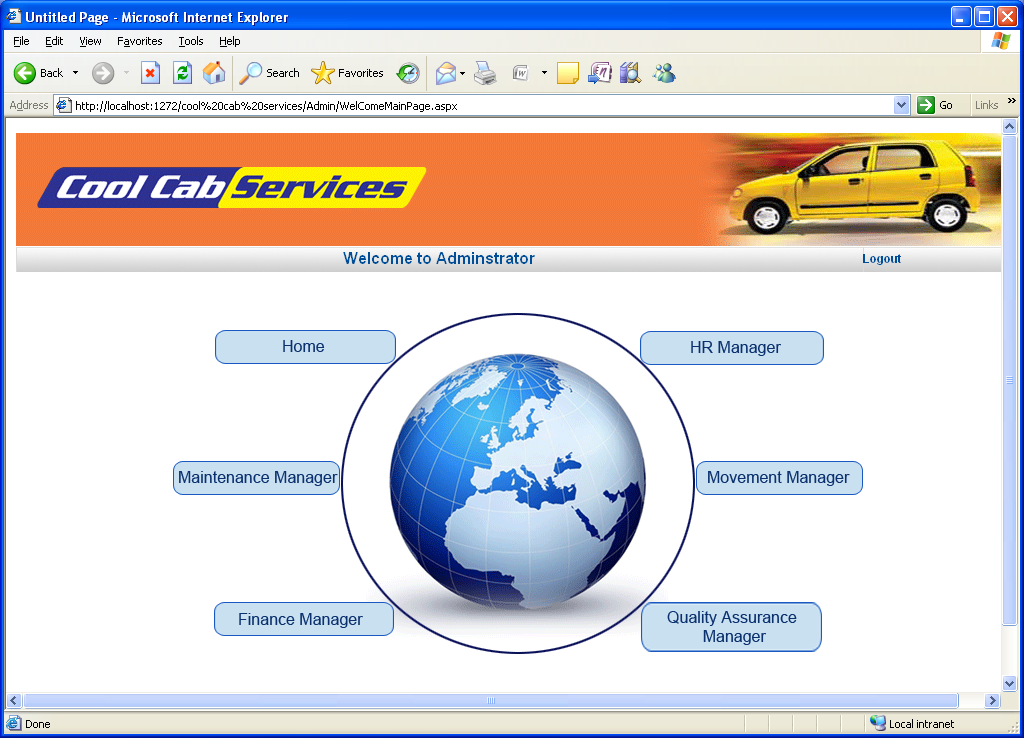 Untitled Page - Microsoft Internet Explorer
File Edit View Favorites Tools Help
Back Search Favorites
Address http://localhost:1272/cool%20cab%20services/Admin/WelComeMainPage.aspx Go Links »
Cool Cab Services
Welcome to Adminstrator Logout
Home HR Manager
Maintenance Manager Movement Manager
Finance Manager Quality Assurance
Manager
Done Local intranet